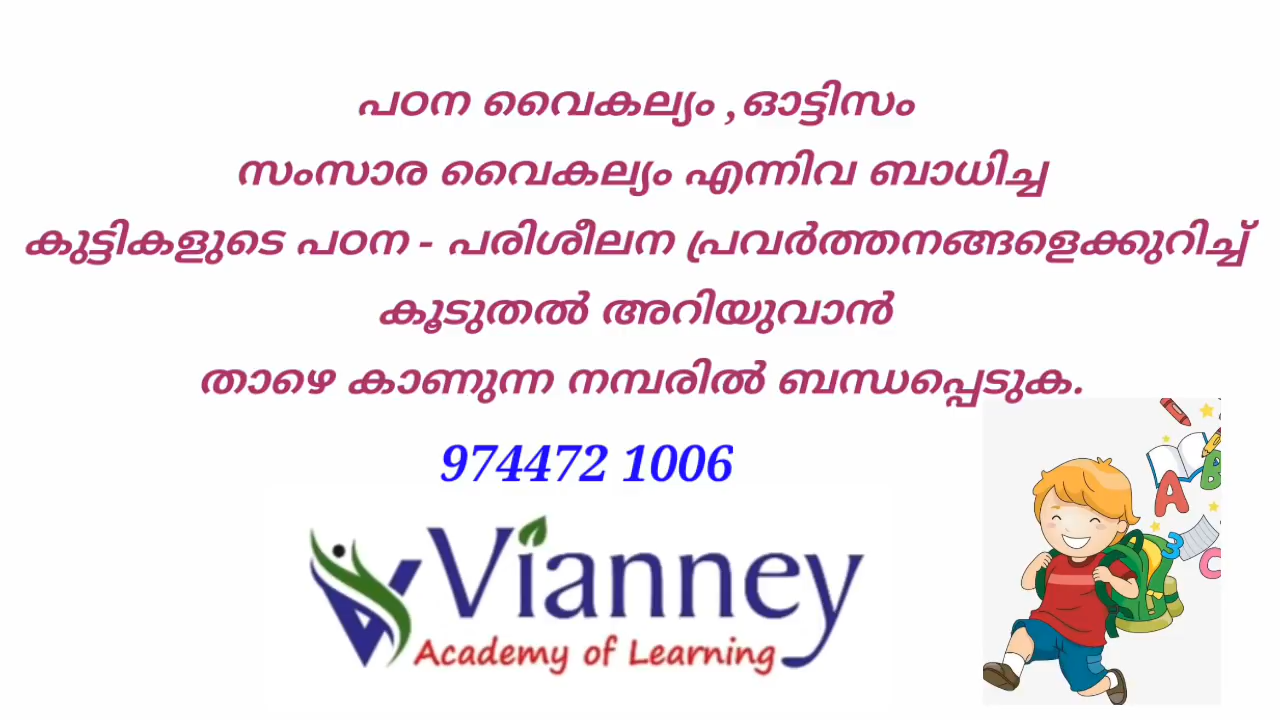 പഠന വൈകല്യം ,ഓട്ടിസം
സംസാര വൈകല്യം എന്നിവ ബാധിച്ച
കുട്ടികളുടെ പഠന - പരിശീലന പ്രവർത്തനങ്ങളെക്കുറിച്ച്
കൂടുതൽ അറിയുവാൻ
താഴെ കാണുന്ന നമ്പരിൽ ബന്ധപ്പെടുക.
974472 1006
Vianney
Academy of Learning
A
B
3
C